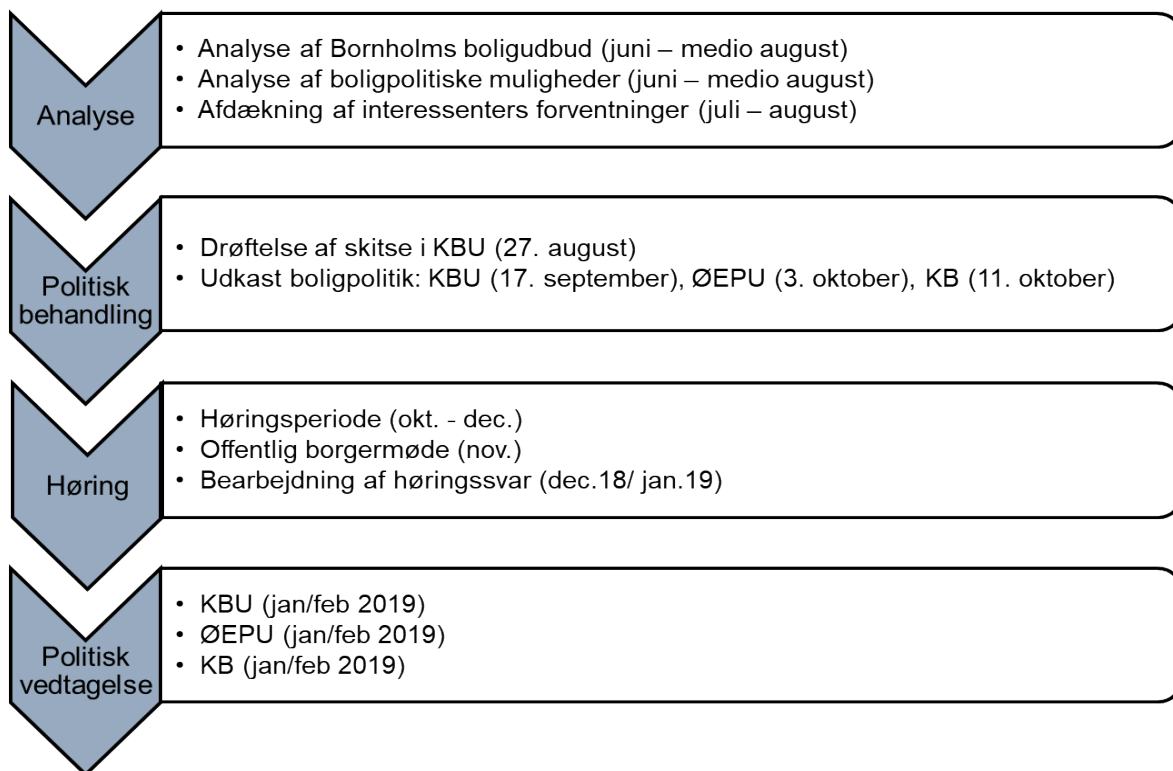 Analyse
• Analyse af Bornholms boligudbud (juni – medio august)
• Analyse af boligpolitiske muligheder (juni – medio august)
• Afdækning af interessenters forventninger (juli – august)
Politisk
behandling
• Drøftelse af skitse i KBU (27. august)
• Udkast boligpolitik: KBU (17. september), ØEPU (3. oktober), KB (11. oktober)
Høring
• Høringsperiode (okt. - dec.)
• Offentlig borgermøde (nov.)
• Bearbejdning af høringssvar (dec.18/ jan.19)
Politisk
vedtagelse
• KBU (jan/feb 2019)
• ØEPU (jan/feb 2019)
• KB (jan/feb 2019)